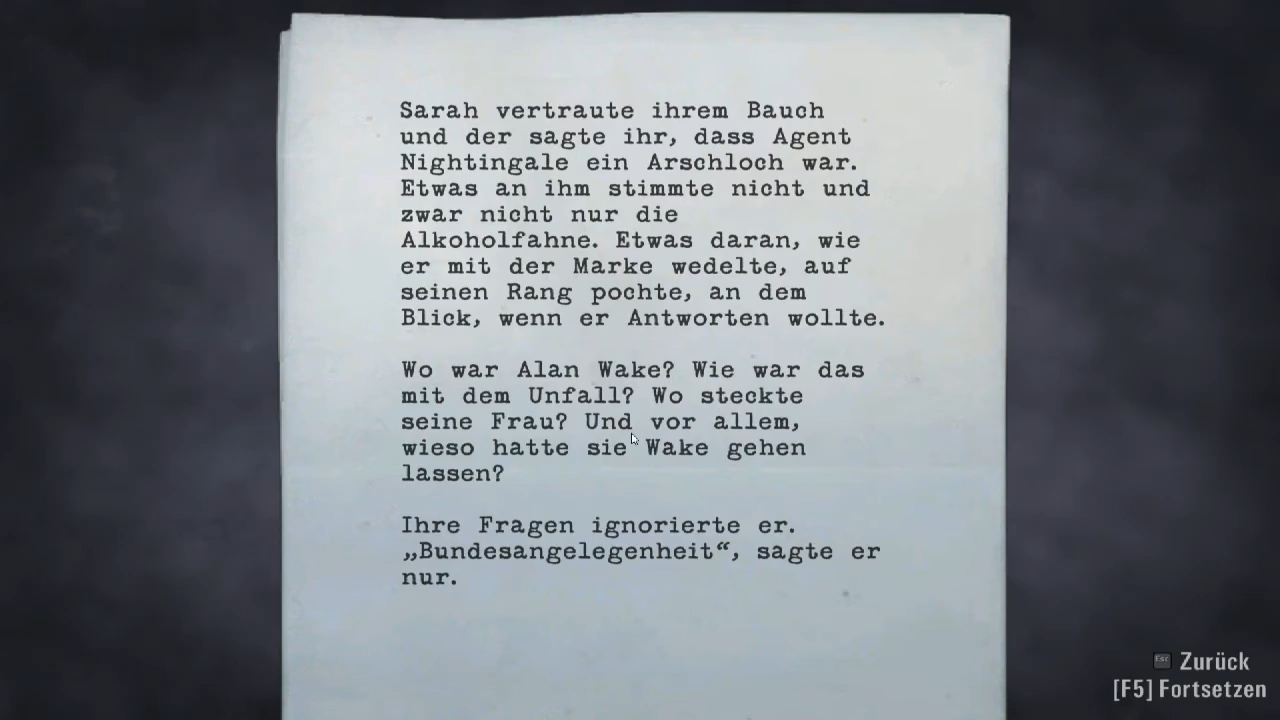 Sarah vertraute ihrem Bauch
und der sagte ihr, dass Agent
Nightingale ein Arschloch war.
Etwas an ihm stimmte nicht und
zwar nicht nur die
Alkoholfahne. Etwas daran, wie
er mit der Marke wedelte, auf
seinen Rang pochte, an dem
Blick, wenn er Antworten wollte.
Wo war Alan Wake? Wie war das
mit dem Unfall? Wo steckte
seine Frau? Und vor allem,
wieso hatte sie Wake gehen
lassen?
Ihre Fragen ignorierte er.
„Bundesangelegenheit“, sagte er
nur.
Esc Zurück
[F5] Fortsetzen